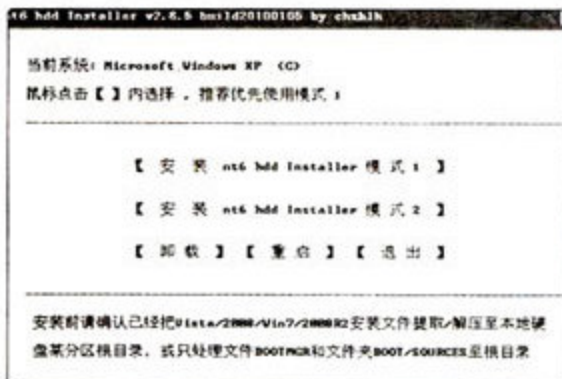 nt6 hdd Installer v2.8.5 build20100105 by chxhlh
当前系统: Microsoft Windows XP (C)
鼠标点击【 】内选择 , 推荐优先使用模式 1
【 安 装 nt6 hdd Installer 模 式 1 】
【 安 装 nt6 hdd Installer 模 式 2 】
【 卸 载 】 【 重 启 】 【 退 出 】
安装前请确认已经把Vista/2008/Win7/2008R2安装文件提取/解压至本地硬
盘某分区根目录, 或只处理文件BOOTMGR和文件夹BOOT/SOURCES至根目录